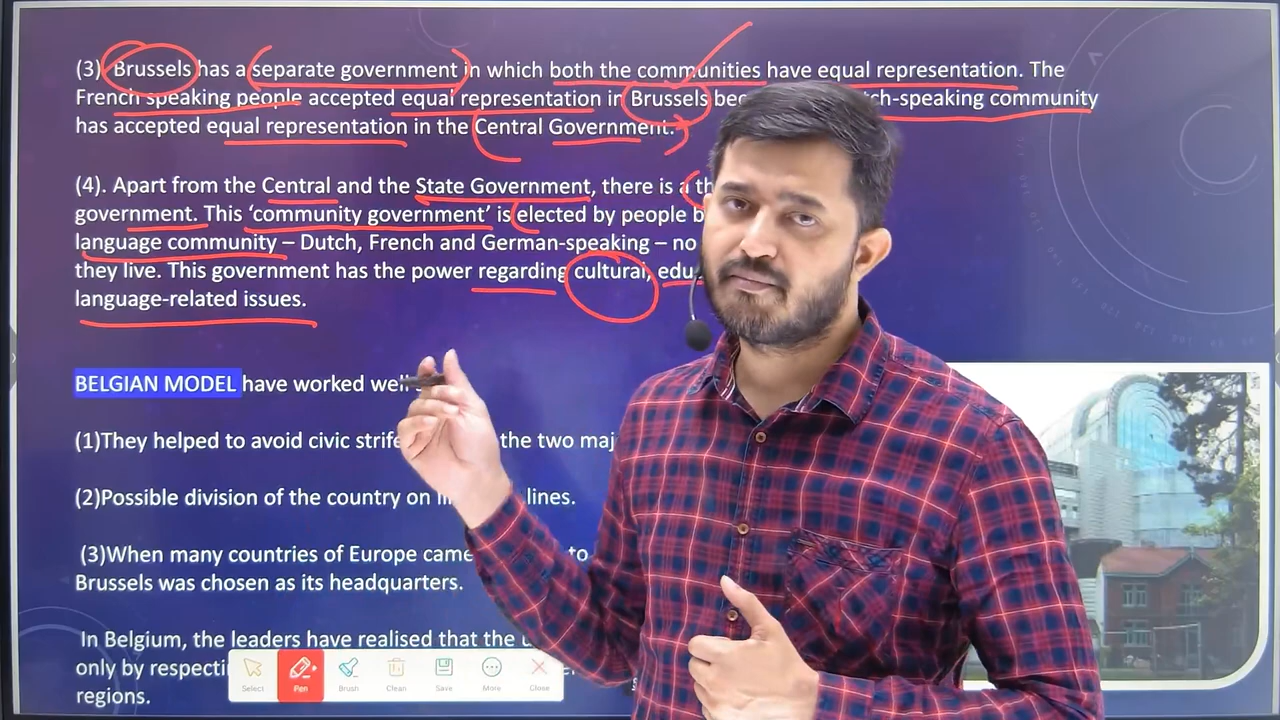 (3) Brussels has a separate government in which both the communities have equal representation. The
French speaking people accepted equal representation in Brussels ch-speaking community
has accepted equal representation in the Central Government.
(4). Apart from the Central and the State Government, there is a
government. This ‘community government’ is elected by people
language community – Dutch, French and German-speaking – no
they live. This government has the power regarding cultural,
language-related issues.
BELGIAN MODEL have worked well
(1)They helped to avoid civic strife the two
(2)Possible division of the country on lines.
(3)When many countries of Europe came to
Brussels was chosen as its headquarters.
In Belgium, the leaders have realised that the
only by
regions.
Select Pen Brush Clean Save More Close